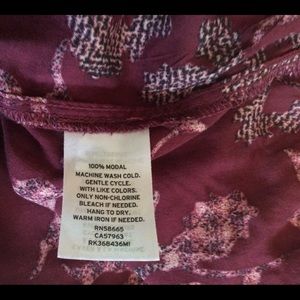 100% MODAL
MACHINE WASH COLD.
GENTLE CYCLE.
WITH LIKE COLORS.
ONLY NON-CHLORINE
BLEACH IF NEEDED.
HANG TO DRY.
WARM IRON IF NEEDED.
RN58665
CA57963
RK368436MI